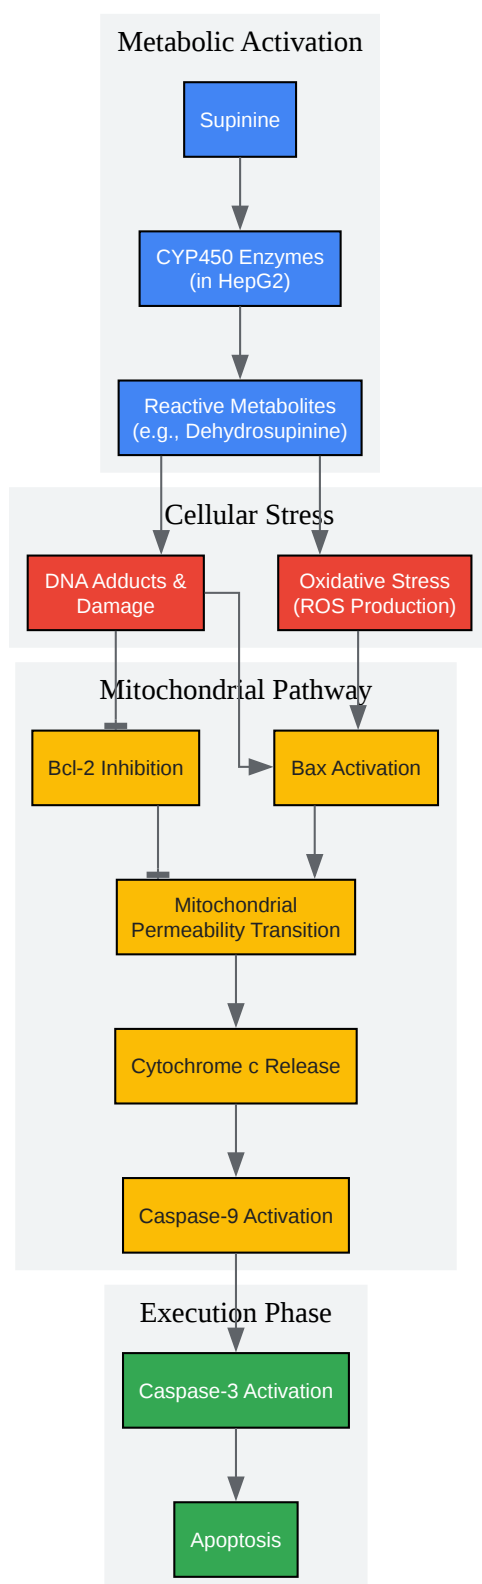 Metabolic Activation
Supinine
CYP450 Enzymes
(in HepG2)
Reactive Metabolites
(e.g., Dehydrosupinine)
Cellular Stress
DNA Adducts &
Damage
Oxidative Stress
(ROS Production)
Mitochondrial Pathway
Bcl-2 Inhibition
Bax Activation
Mitochondrial
Permeability Transition
Cytochrome c Release
Caspase-9 Activation
Execution Phase
Caspase-3 Activation
Apoptosis